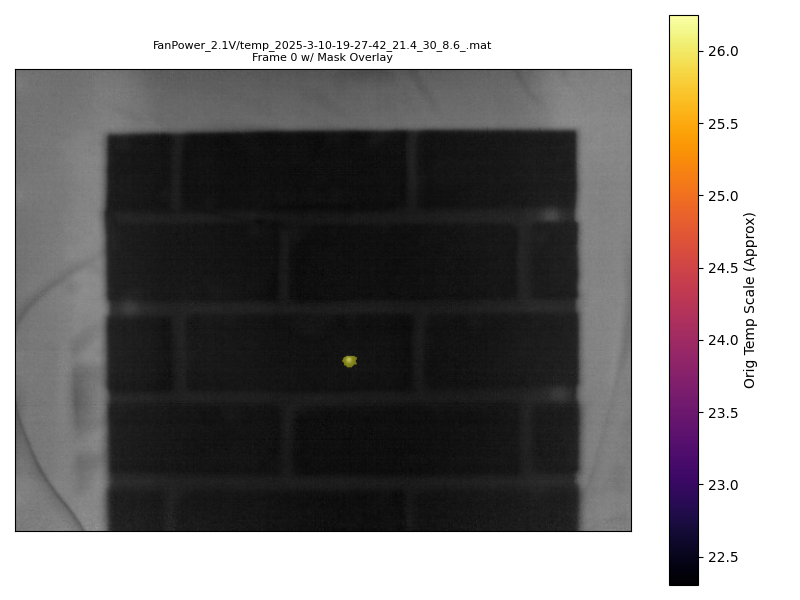 FanPower_2.1V/temp_2025-3-10-19-27-42_21.4_30_8.6_.mat
Frame 0 w/ Mask Overlay
26.0
25.5
25.0
24.5
24.0
23.5
23.0
22.5
Orig Temp Scale (Approx)